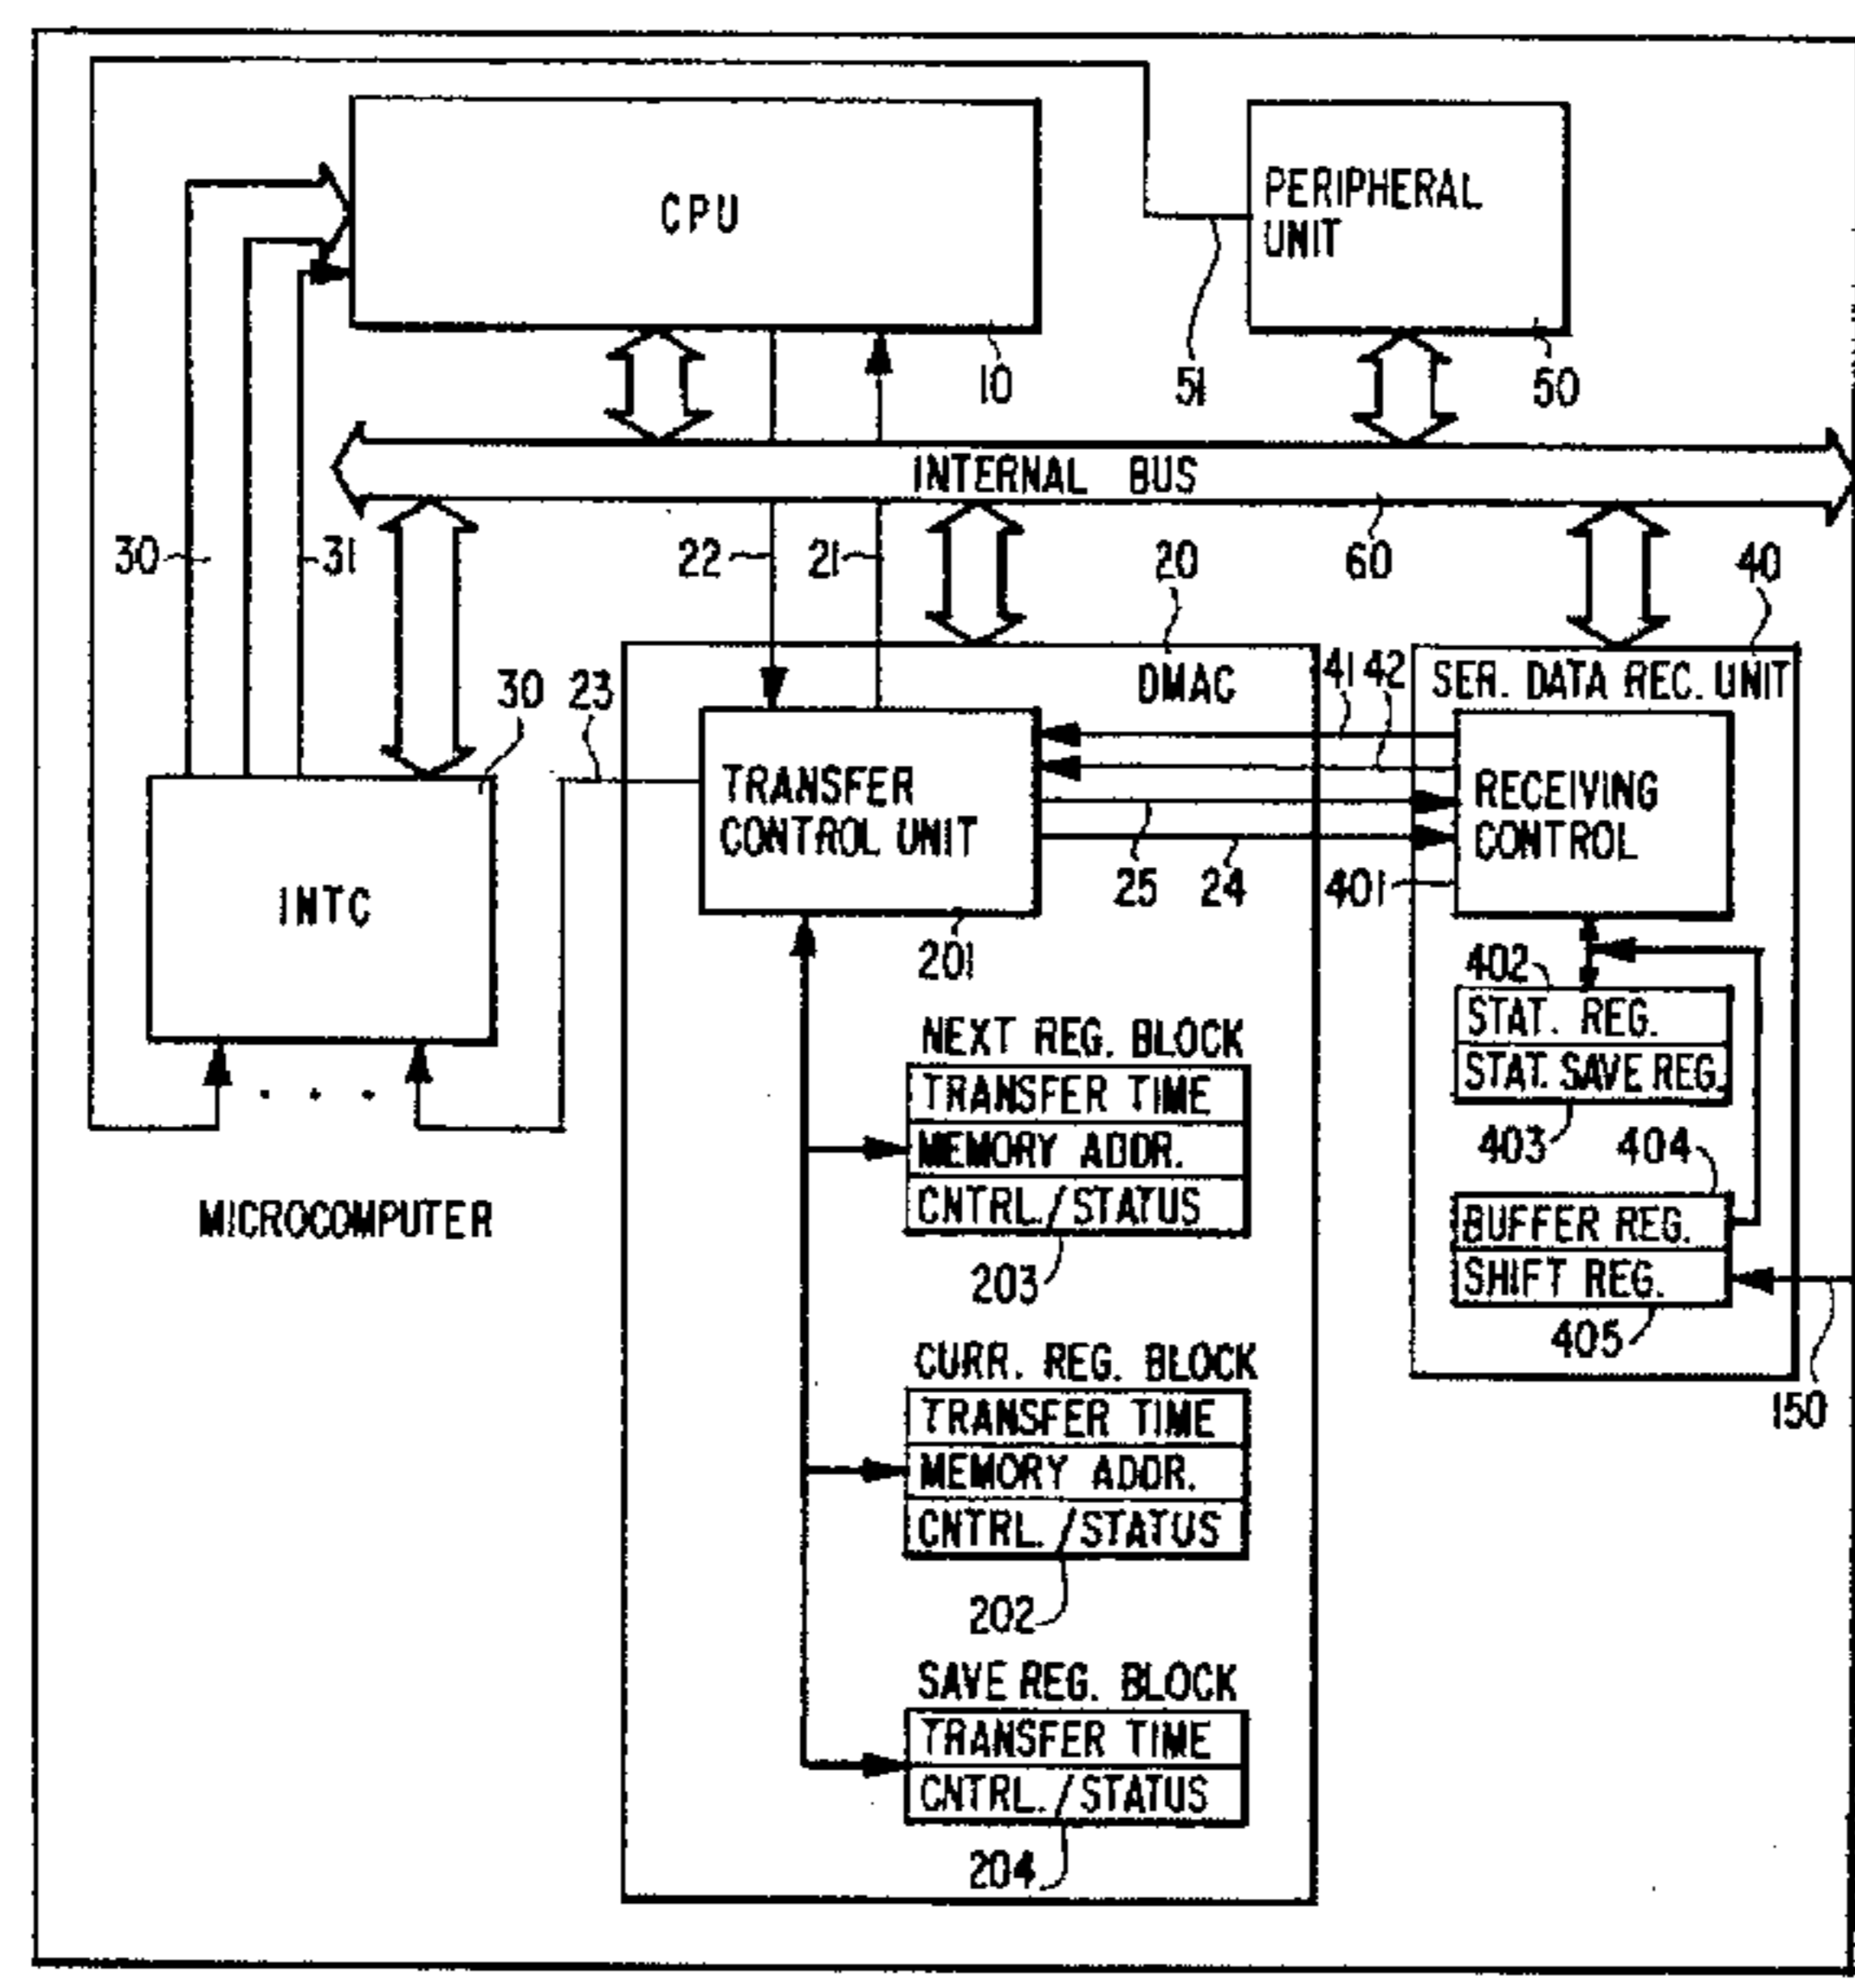 CPU
PERIPHERAL
UNIT
10
51
50
INTERNAL BUS
30
31
22
21
20
60
40
DMAC
41
42
SER. DATA REC. UNIT
30
23
TRANSFER
CONTROL UNIT
RECEIVING
CONTROL
25
24
401
INTC
201
402
STAT. REG.
STAT. SAVE REG.
403
404
NEXT REG. BLOCK
TRANSFER TIME
MEMORY ADDR.
CNTRL./STATUS
203
MICROCOMPUTER
BUFFER REG.
SHIFT REG.
405
150
CURR. REG. BLOCK
TRANSFER TIME
MEMORY ADDR.
CNTRL./STATUS
202
SAVE REG. BLOCK
TRANSFER TIME
CNTRL./STATUS
204